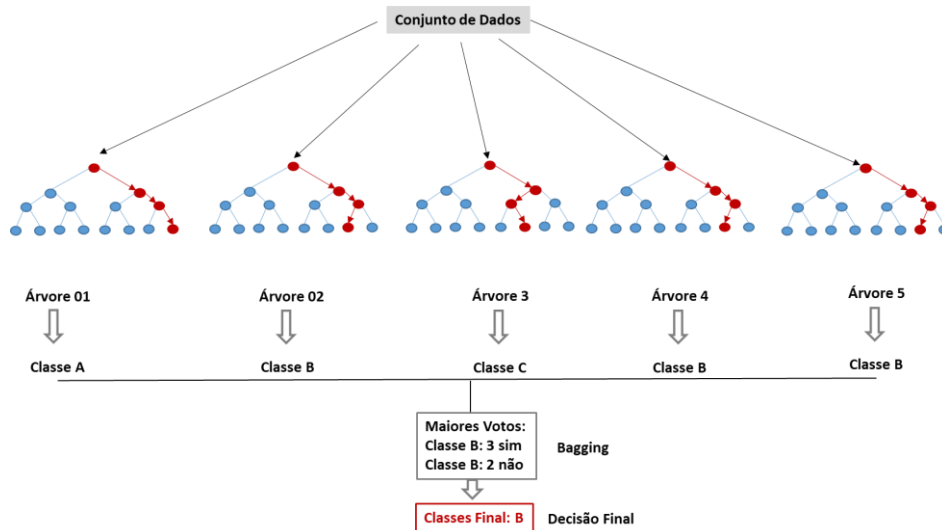 Conjunto de Dados
Árvore 01
Árvore 02
Árvore 3
Árvore 4
Árvore 5
Classe A
Classe B
Classe C
Classe B
Classe B
Maiores Votos:
Classe B: 3 sim
Classe B: 2 não
Bagging
Classes Final: B
Decisão Final